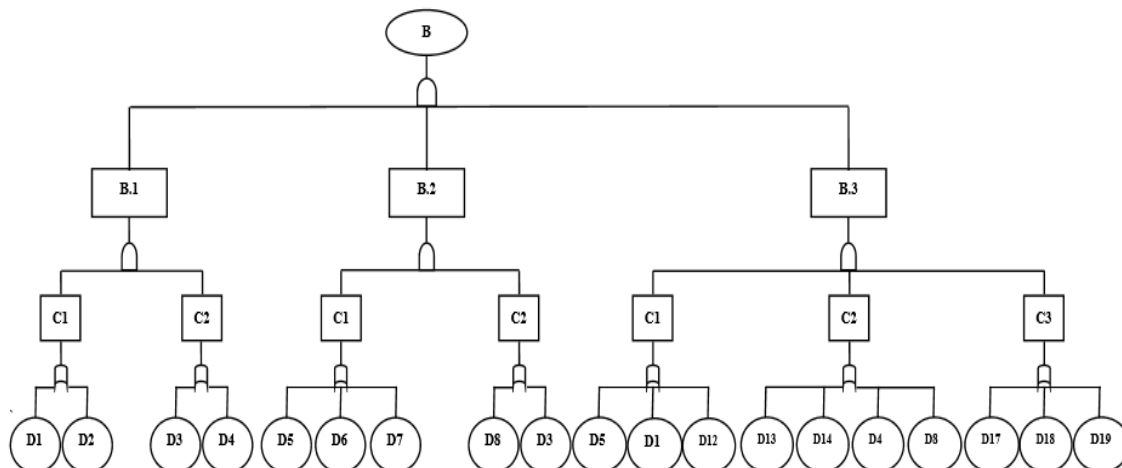 B
B.1 B.2 B.3
C1 C2 C1 C2 C1 C2 C3
D1 D2 D3 D4 D5 D6 D7 D8 D3 D5 D1 D12 D13 D14 D4 D8 D17 D18 D19